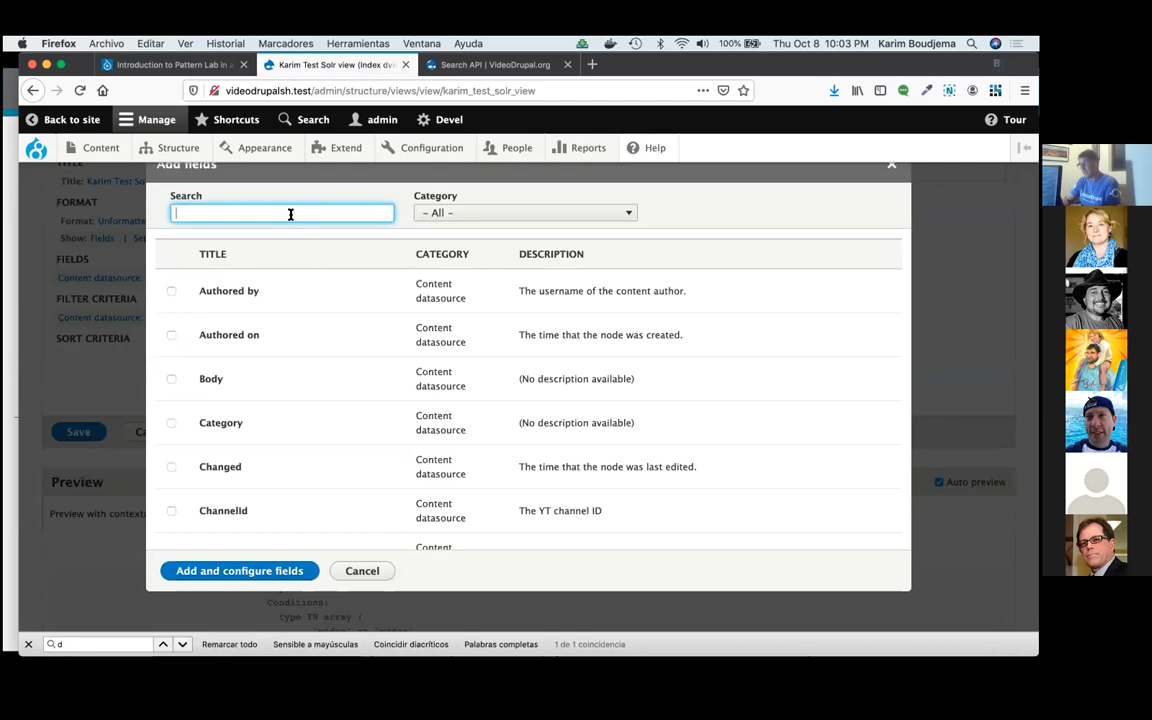 Firefox Archivo Editar Ver Historial Marcadores Herramientas Ventana Ayuda 100% Thu Oct 8 10:03 PM Karim Boudjema
Introduction to Pattern Lab in a Karim Test Solr view (Index dvi Search API | VideoDrupal.org
videodrupalsh.test/admin/structure/views/view/karim_test_solr_view
Back to site Manage Shortcuts Search admin Devel Tour
Content Structure Appearance Extend Configuration People Reports Help
TITLE
Add fields
Title: Karim Test So
Search Category
– All –
FORMAT
Format: Unformatte
Show: Fields
FIELDS
Content datasource:
FILTER CRITERIA
Content datasource
SORT CRITERIA
TITLE CATEGORY DESCRIPTION
Authored by Content datasource The username of the content author.
Authored on Content datasource The time that the node was created.
Body Content datasource (No description available)
Category Content datasource (No description available)
Changed Content datasource The time that the node was last edited.
ChannelId Content datasource The YT channel ID
Content
Save Ca
Preview Auto preview
Preview with context
Add and configure fields Cancel
Conditions:
type IN array (
d Remarcar todo Sensible a mayúsculas Coincidir diacríticos Palabras completas 1 de 1 coincidencia